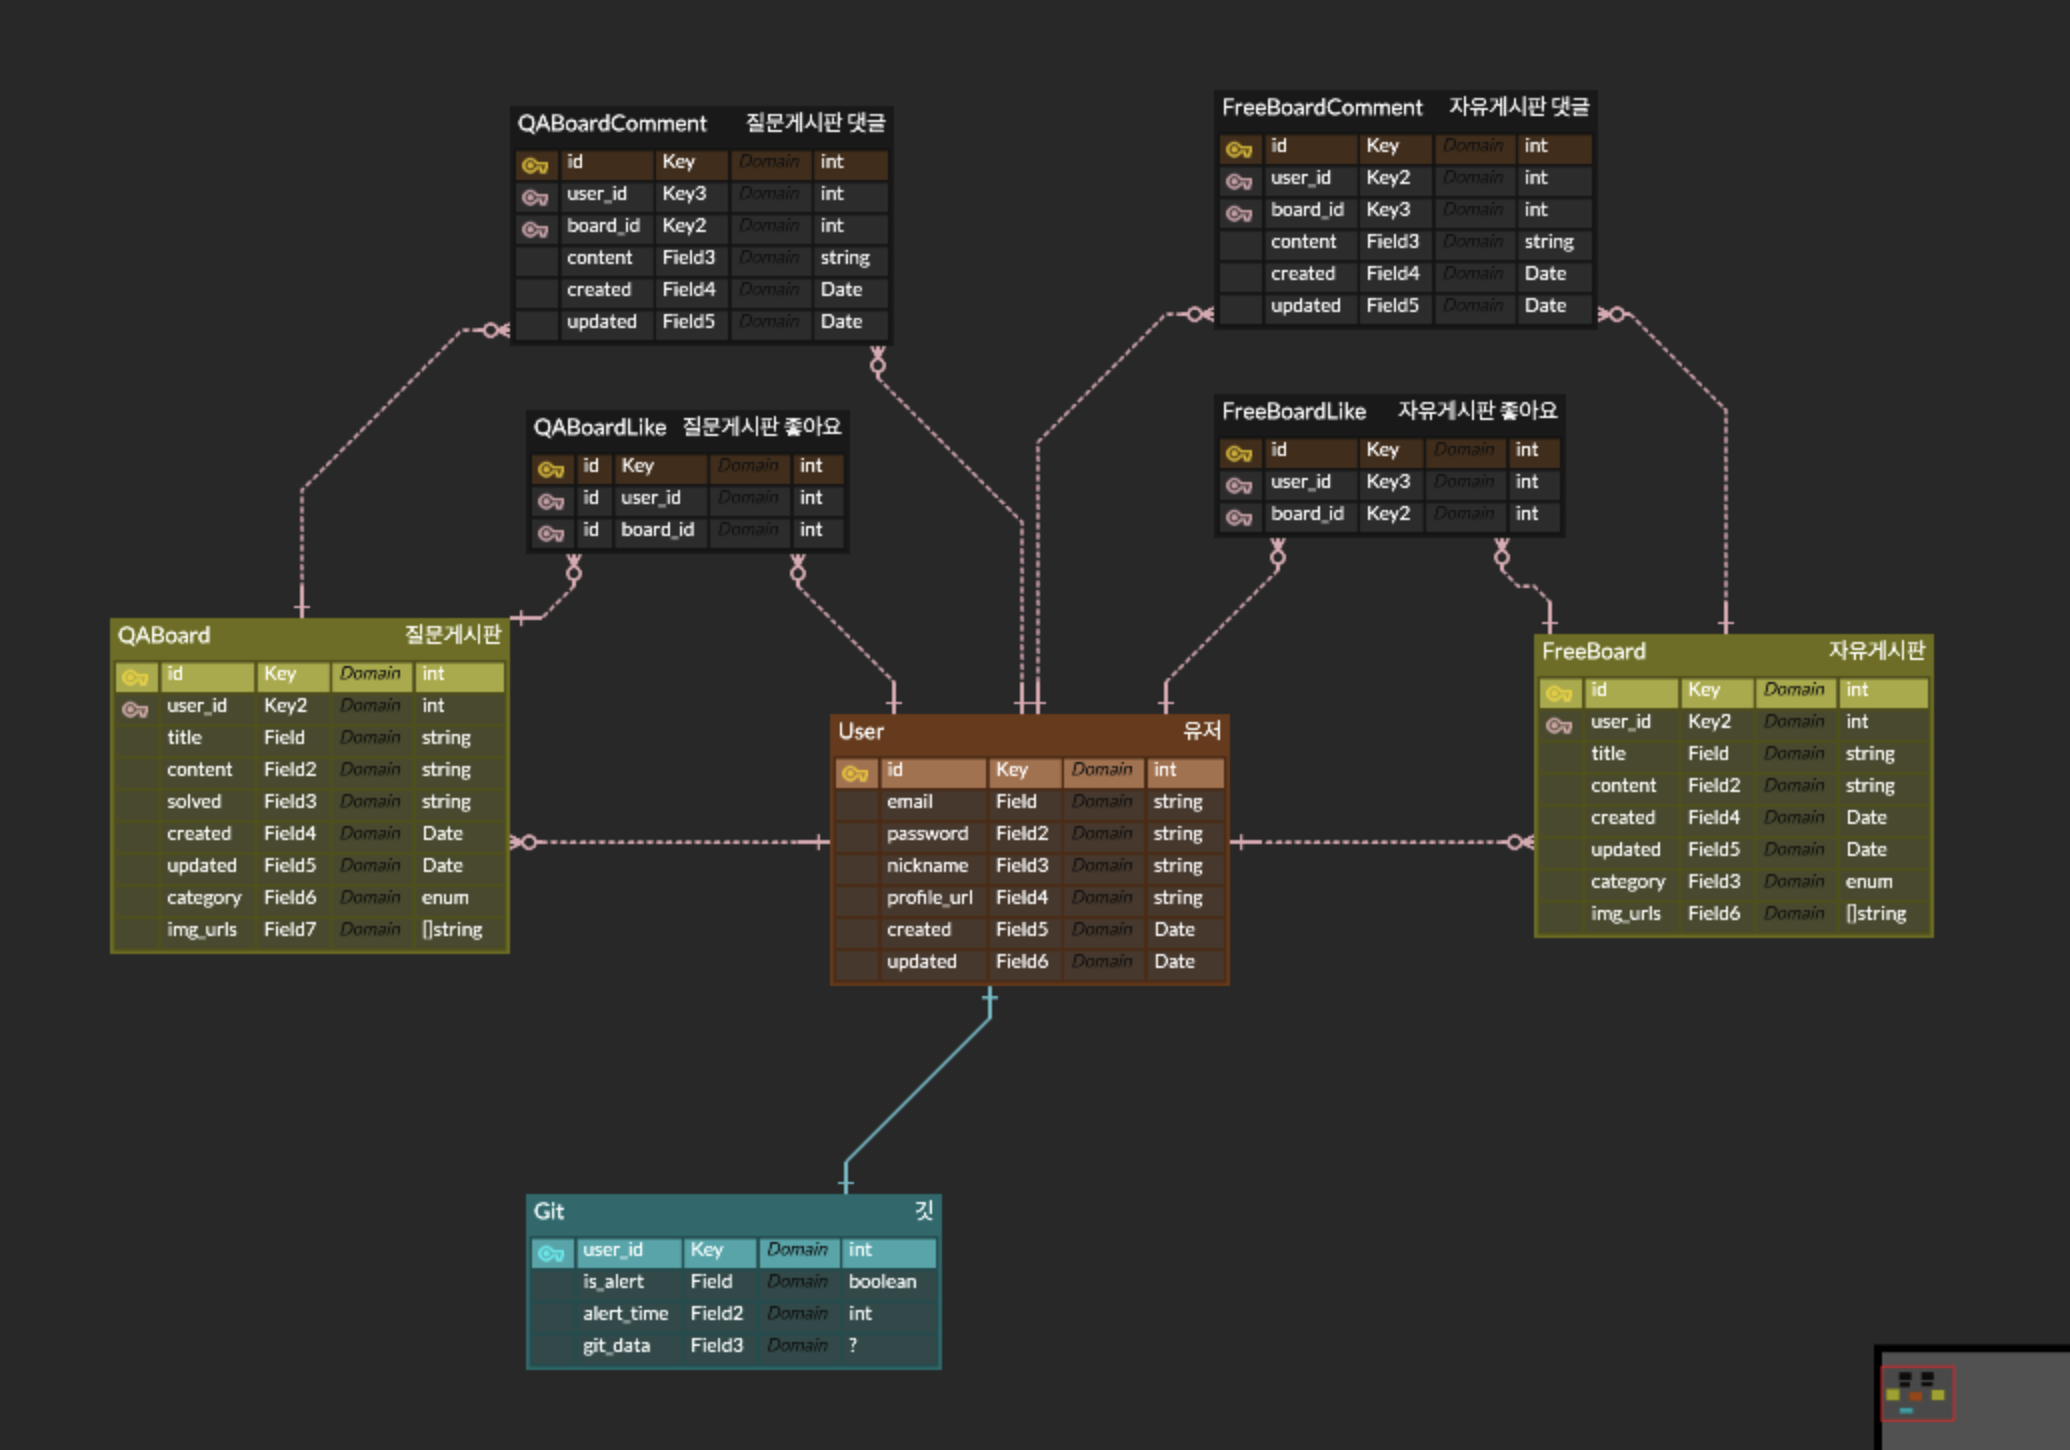 QABoardComment 질문게시판 댓글
id Key Domain int
user_id Key3 Domain int
board_id Key2 Domain int
content Field3 Domain string
created Field4 Domain Date
updated Field5 Domain Date
FreeBoardComment 자유게시판 댓글
id Key Domain int
user_id Key2 Domain int
board_id Key3 Domain int
content Field3 Domain string
created Field4 Domain Date
updated Field5 Domain Date
QABoardLike 질문게시판 좋아요
id Key Domain int
id user_id Domain int
id board_id Domain int
FreeBoardLike 자유게시판 좋아요
id Key Domain int
user_id Key3 Domain int
board_id Key2 Domain int
QABoard 질문게시판
id Key Domain int
user_id Key2 Domain int
title Field Domain string
content Field2 Domain string
solved Field3 Domain string
created Field4 Domain Date
updated Field5 Domain Date
category Field6 Domain enum
img_urls Field7 Domain []string
User 유저
id Key Domain int
email Field Domain string
password Field2 Domain string
nickname Field3 Domain string
profile_url Field4 Domain string
created Field5 Domain Date
updated Field6 Domain Date
FreeBoard 자유게시판
id Key Domain int
user_id Key2 Domain int
title Field Domain string
content Field2 Domain string
created Field4 Domain Date
updated Field5 Domain Date
category Field3 Domain enum
img_urls Field6 Domain []string
Git 깃
user_id Key Domain int
is_alert Field Domain boolean
alert_time Field2 Domain int
git_data Field3 Domain ?